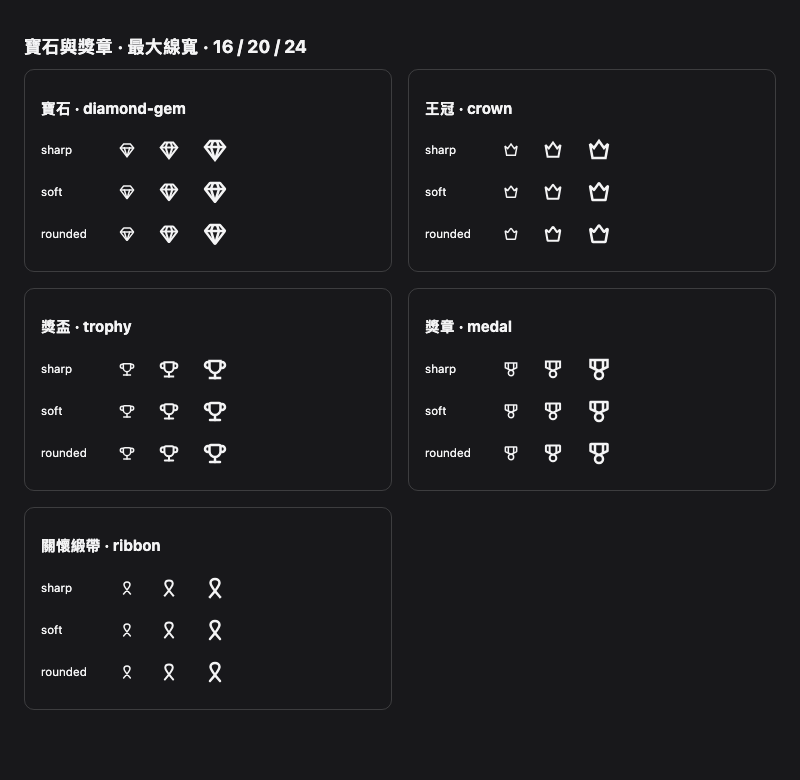 寶石與獎章 · 最大線寬 · 16 / 20 / 24
寶石 · diamond-gem
sharp
soft
rounded
王冠 · crown
sharp
soft
rounded
獎盃 · trophy
sharp
soft
rounded
獎章 · medal
sharp
soft
rounded
關懷緞帶 · ribbon
sharp
soft
rounded